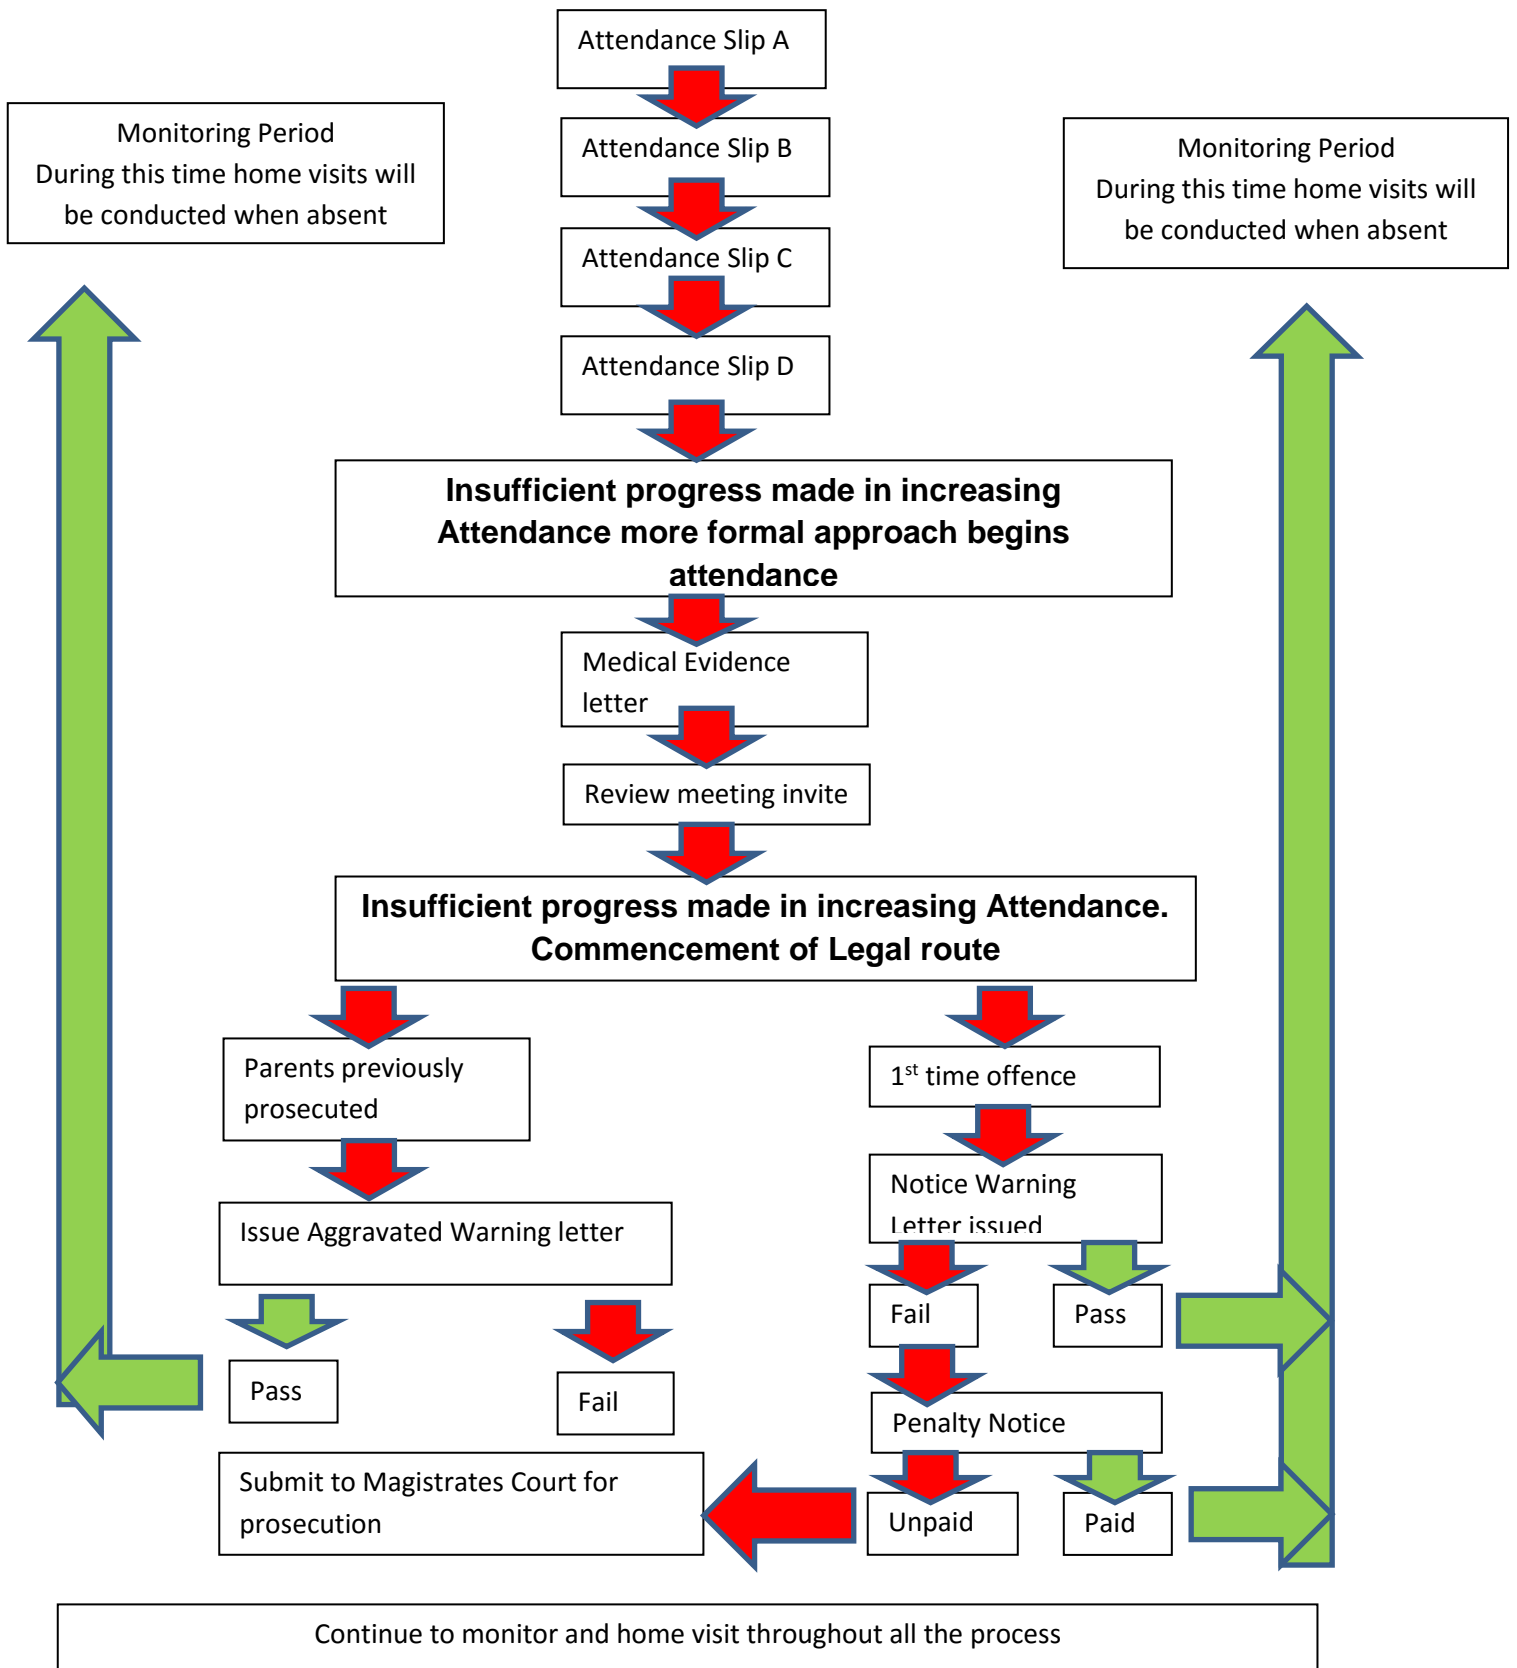 Attendance Slip A
Monitoring Period
During this time home visits will
be conducted when absent
Monitoring Period
During this time home visits will
be conducted when absent
Attendance Slip B
Attendance Slip C
Attendance Slip D
Insufficient progress made in increasing
Attendance more formal approach begins
attendance
Medical Evidence
letter
Review meeting invite
Insufficient progress made in increasing Attendance.
Commencement of Legal route
Parents previously
prosecuted
1st time offence
Issue Aggravated Warning letter
Notice Warning
Letter issued
Fail
Pass
Pass
Fail
Penalty Notice
Submit to Magistrates Court for
prosecution
Unpaid
Paid
Continue to monitor and home visit throughout all the process